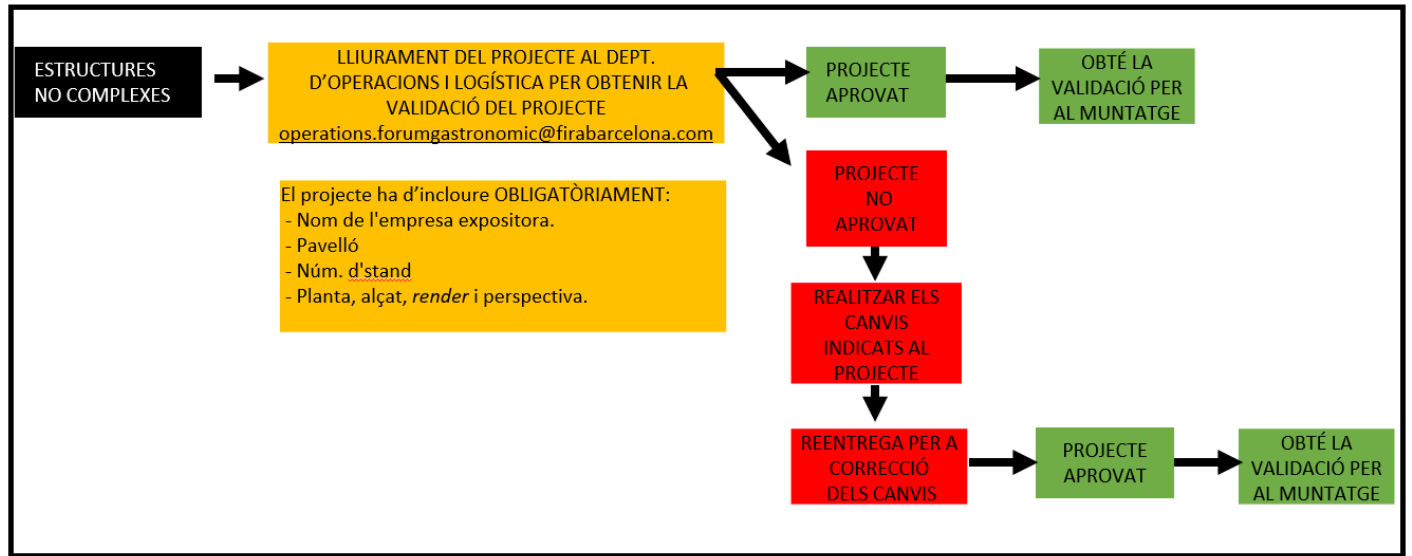 ESTRUCTURES
NO COMPLEXES
LLIURAMENT DEL PROJECTE AL DEPT.
D'OPERACIONS I LOGÍSTICA PER OBTENIR LA
VALIDACIÓ DEL PROJECTE
operations.forumgastronomic@firabarcelona.com
PROJECTE
APROVAT
OBTÉ LA
VALIDACIÓ PER
AL MUNTATGE
El projecte ha d'incloure OBLIGATÒRIAMENT:
- Nom de l'empresa expositora.
- Pavelló
- Núm. d'stand
- Planta, alçat, render i perspectiva.
PROJECTE
NO
APROVAT
REALITZAR ELS
CANVIS
INDICATS AL
PROJECTE
REENTREGA PER A
CORRECCIÓ
DELS CANVIS
PROJECTE
APROVAT
OBTÉ LA
VALIDACIÓ PER
AL MUNTATGE